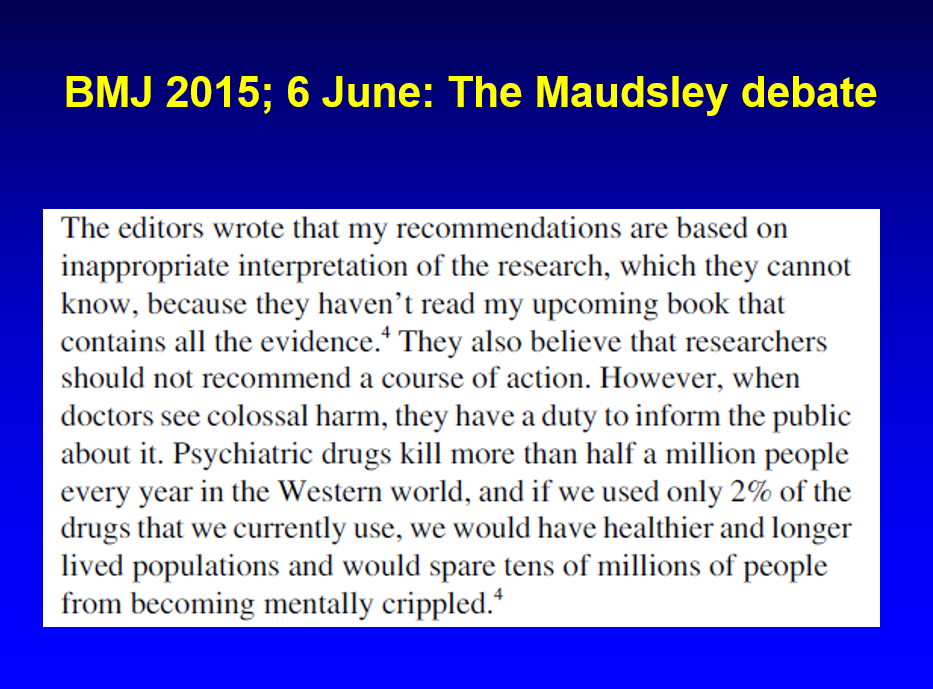 BMJ 2015; 6 June: The Maudsley debate
The editors wrote that my recommendations are based on
inappropriate interpretation of the research, which they cannot
know, because they haven’t read my upcoming book that
contains all the evidence.⁴ They also believe that researchers
should not recommend a course of action. However, when
doctors see colossal harm, they have a duty to inform the public
about it. Psychiatric drugs kill more than half a million people
every year in the Western world, and if we used only 2% of the
drugs that we currently use, we would have healthier and longer
lived populations and would spare tens of millions of people
from becoming mentally crippled.⁴